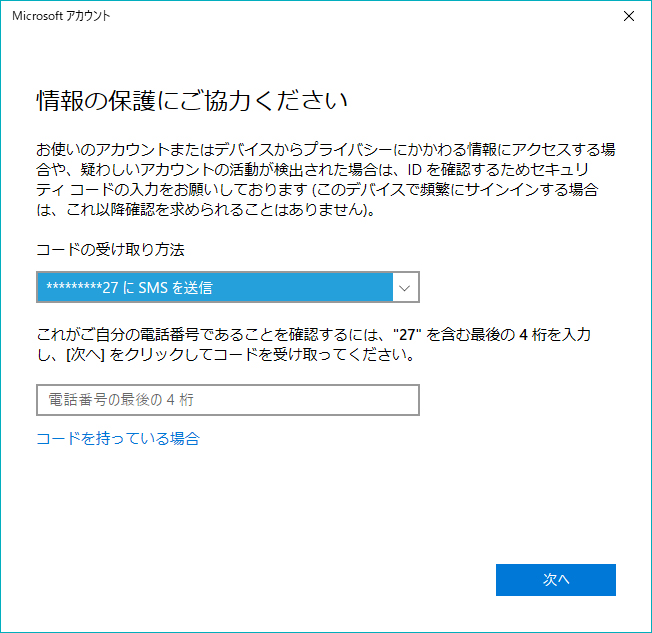 Microsoft アカウント
情報の保護にご協力ください
お使いのアカウントまたはデバイスからプライバシーにかかわる情報にアクセスする場
合や、疑わしいアカウントの活動が検出された場合は、ID を確認するためセキュリ
ティ コードの入力をお願いしております (このデバイスで頻繁にサインインする場合
は、これ以降確認を求められることはありません)。
コードの受け取り方法
*********27 に SMS を送信
これがご自分の電話番号であることを確認するには、"27" を含む最後の 4 桁を入力
し、[次へ] をクリックしてコードを受け取ってください。
電話番号の最後の 4 桁
コードを持っている場合
次へ